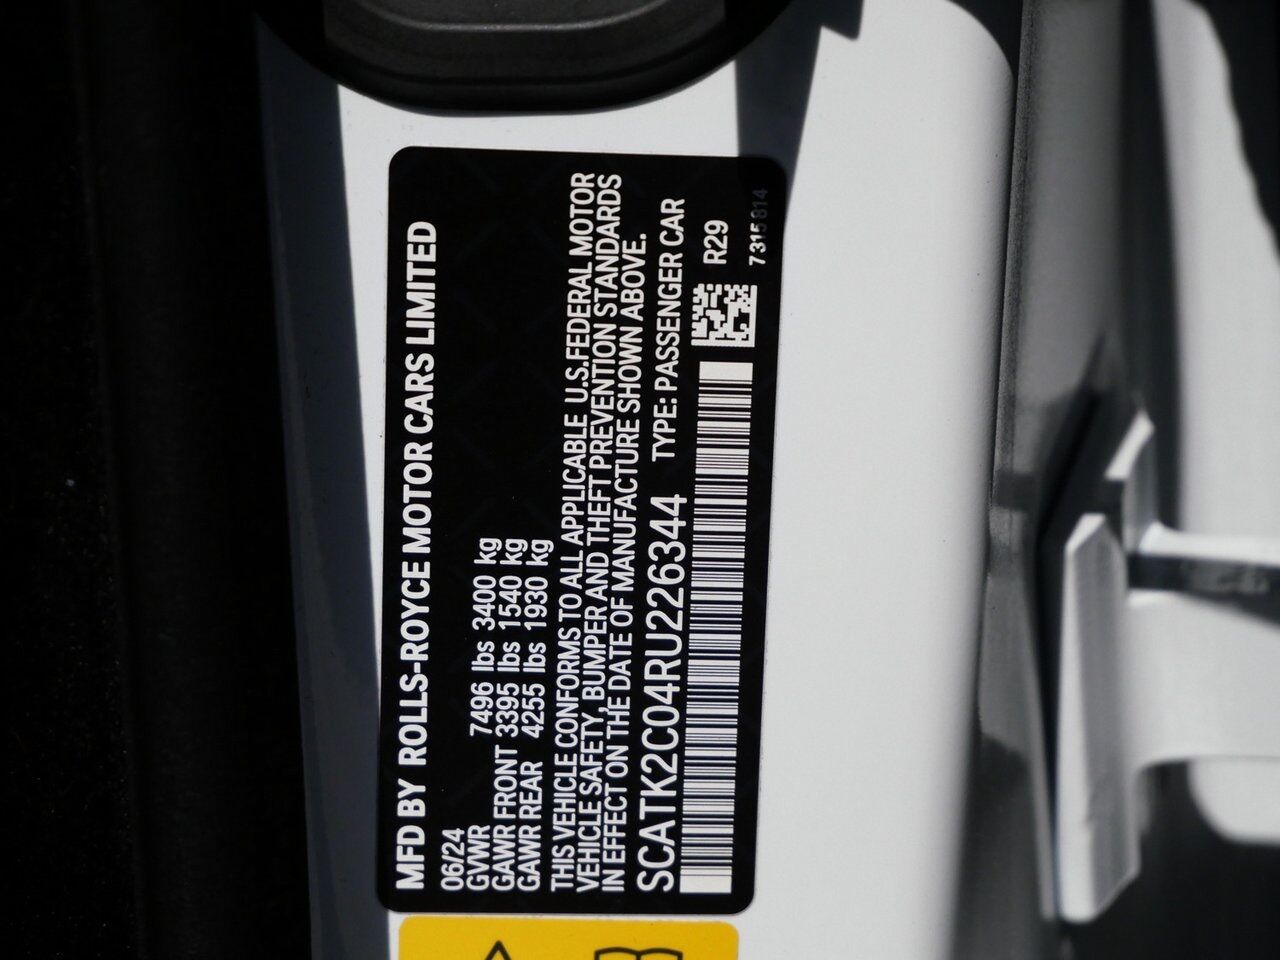 MFD BY ROLLS-ROYCE MOTOR CARS LIMITED
06/24
GVWR 7496 lbs 3400 kg
GAWR FRONT 3395 lbs 1540 kg
GAWR REAR 4255 lbs 1930 kg
THIS VEHICLE CONFORMS TO ALL APPLICABLE U.S.FEDERAL MOTOR
VEHICLE SAFETY, BUMPER AND THEFT PREVENTION STANDARDS
IN EFFECT ON THE DATE OF MANUFACTURE SHOWN ABOVE.
SCATK2C04RU226344 TYPE: PASSENGER CAR
R29
7315814